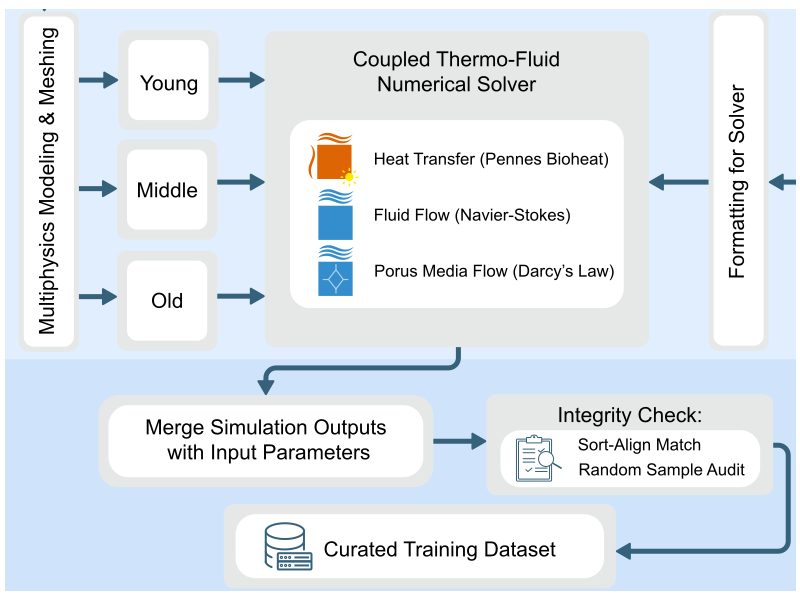 Multiphysics Modeling & Meshing
Young
Middle
Old
Coupled Thermo-Fluid
Numerical Solver
Heat Transfer (Pennes Bioheat)
Fluid Flow (Navier-Stokes)
Porus Media Flow (Darcy's Law)
Formatting for Solver
Merge Simulation Outputs
with Input Parameters
Integrity Check:
Sort-Align Match
Random Sample Audit
Curated Training Dataset